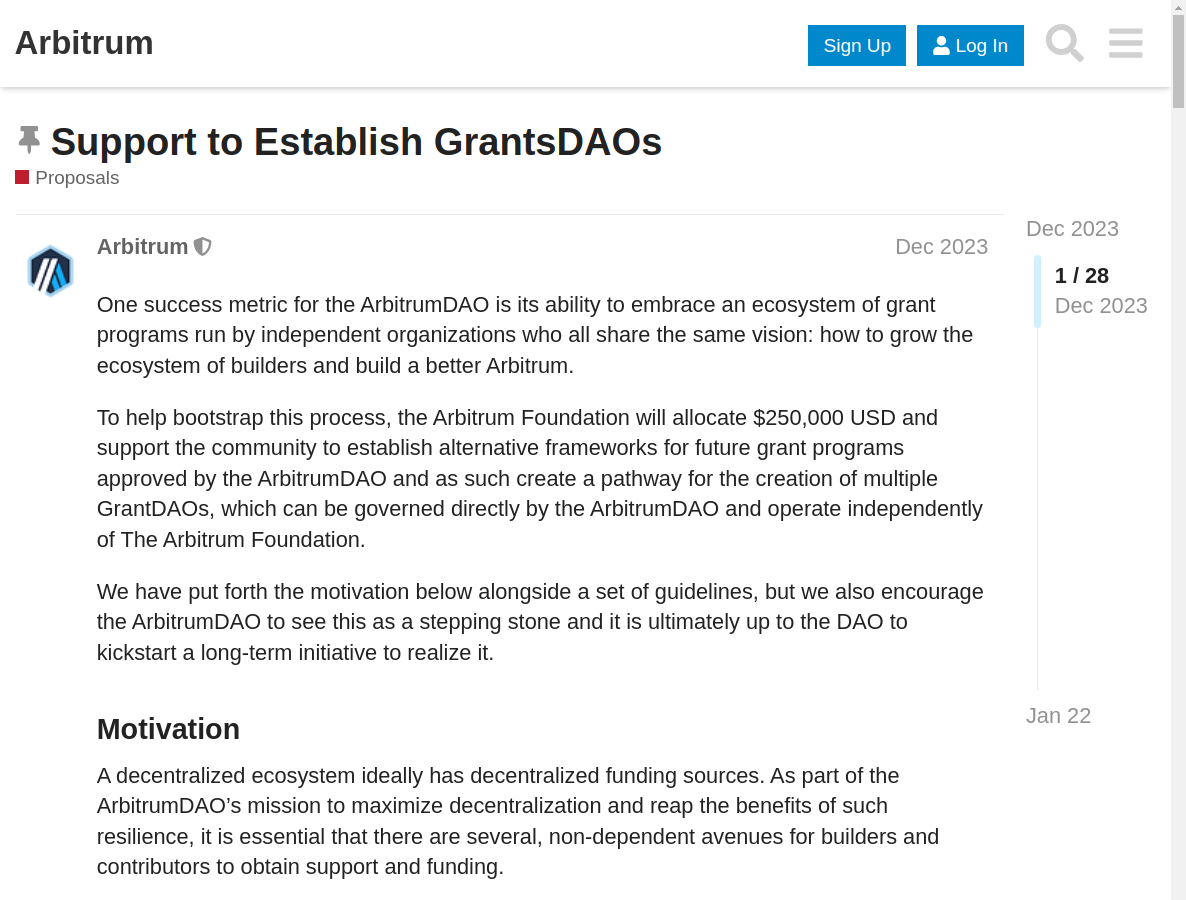 Arbitrum
Sign Up
Log In
Support to Establish GrantsDAOs
Proposals
Arbitrum
Dec 2023
One success metric for the ArbitrumDAO is its ability to embrace an ecosystem of grant
programs run by independent organizations who all share the same vision: how to grow the
ecosystem of builders and build a better Arbitrum.
To help bootstrap this process, the Arbitrum Foundation will allocate $250,000 USD and
support the community to establish alternative frameworks for future grant programs
approved by the ArbitrumDAO and as such create a pathway for the creation of multiple
GrantDAOs, which can be governed directly by the ArbitrumDAO and operate independently
of The Arbitrum Foundation.
We have put forth the motivation below alongside a set of guidelines, but we also encourage
the ArbitrumDAO to see this as a stepping stone and it is ultimately up to the DAO to
kickstart a long-term initiative to realize it.
Motivation
A decentralized ecosystem ideally has decentralized funding sources. As part of the
ArbitrumDAO’s mission to maximize decentralization and reap the benefits of such
resilience, it is essential that there are several, non-dependent avenues for builders and
contributors to obtain support and funding.
Dec 2023
1 / 28
Dec 2023
Jan 22